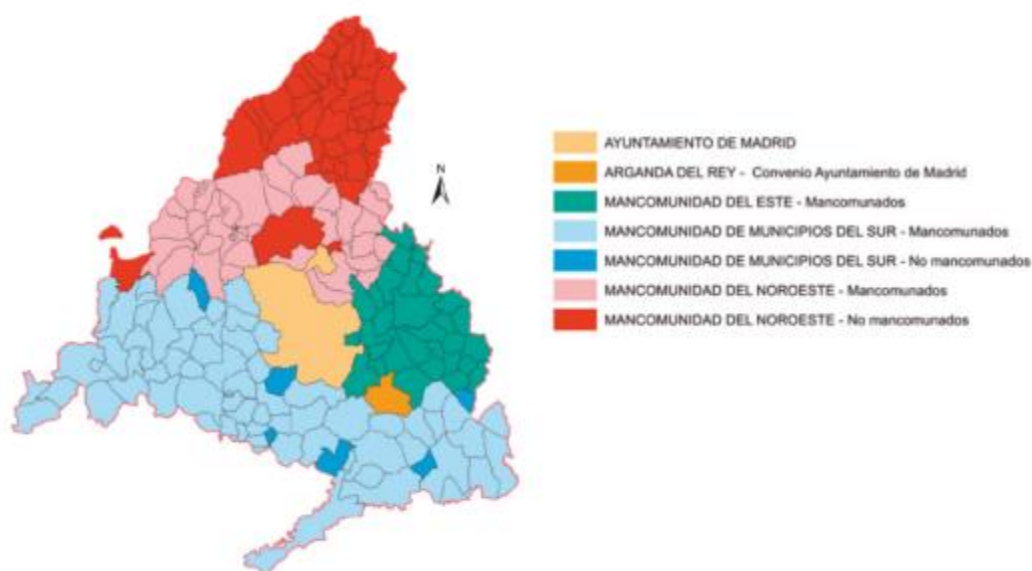 N
AYUNTAMIENTO DE MADRID
ARGANDA DEL REY - Convenio Ayuntamiento de Madrid
MANCOMUNIDAD DEL ESTE - Mancomunados
MANCOMUNIDAD DE MUNICIPIOS DEL SUR - Mancomunados
MANCOMUNIDAD DE MUNICIPIOS DEL SUR - No mancomunados
MANCOMUNIDAD DEL NOROESTE - Mancomunados
MANCOMUNIDAD DEL NOROESTE - No mancomunados